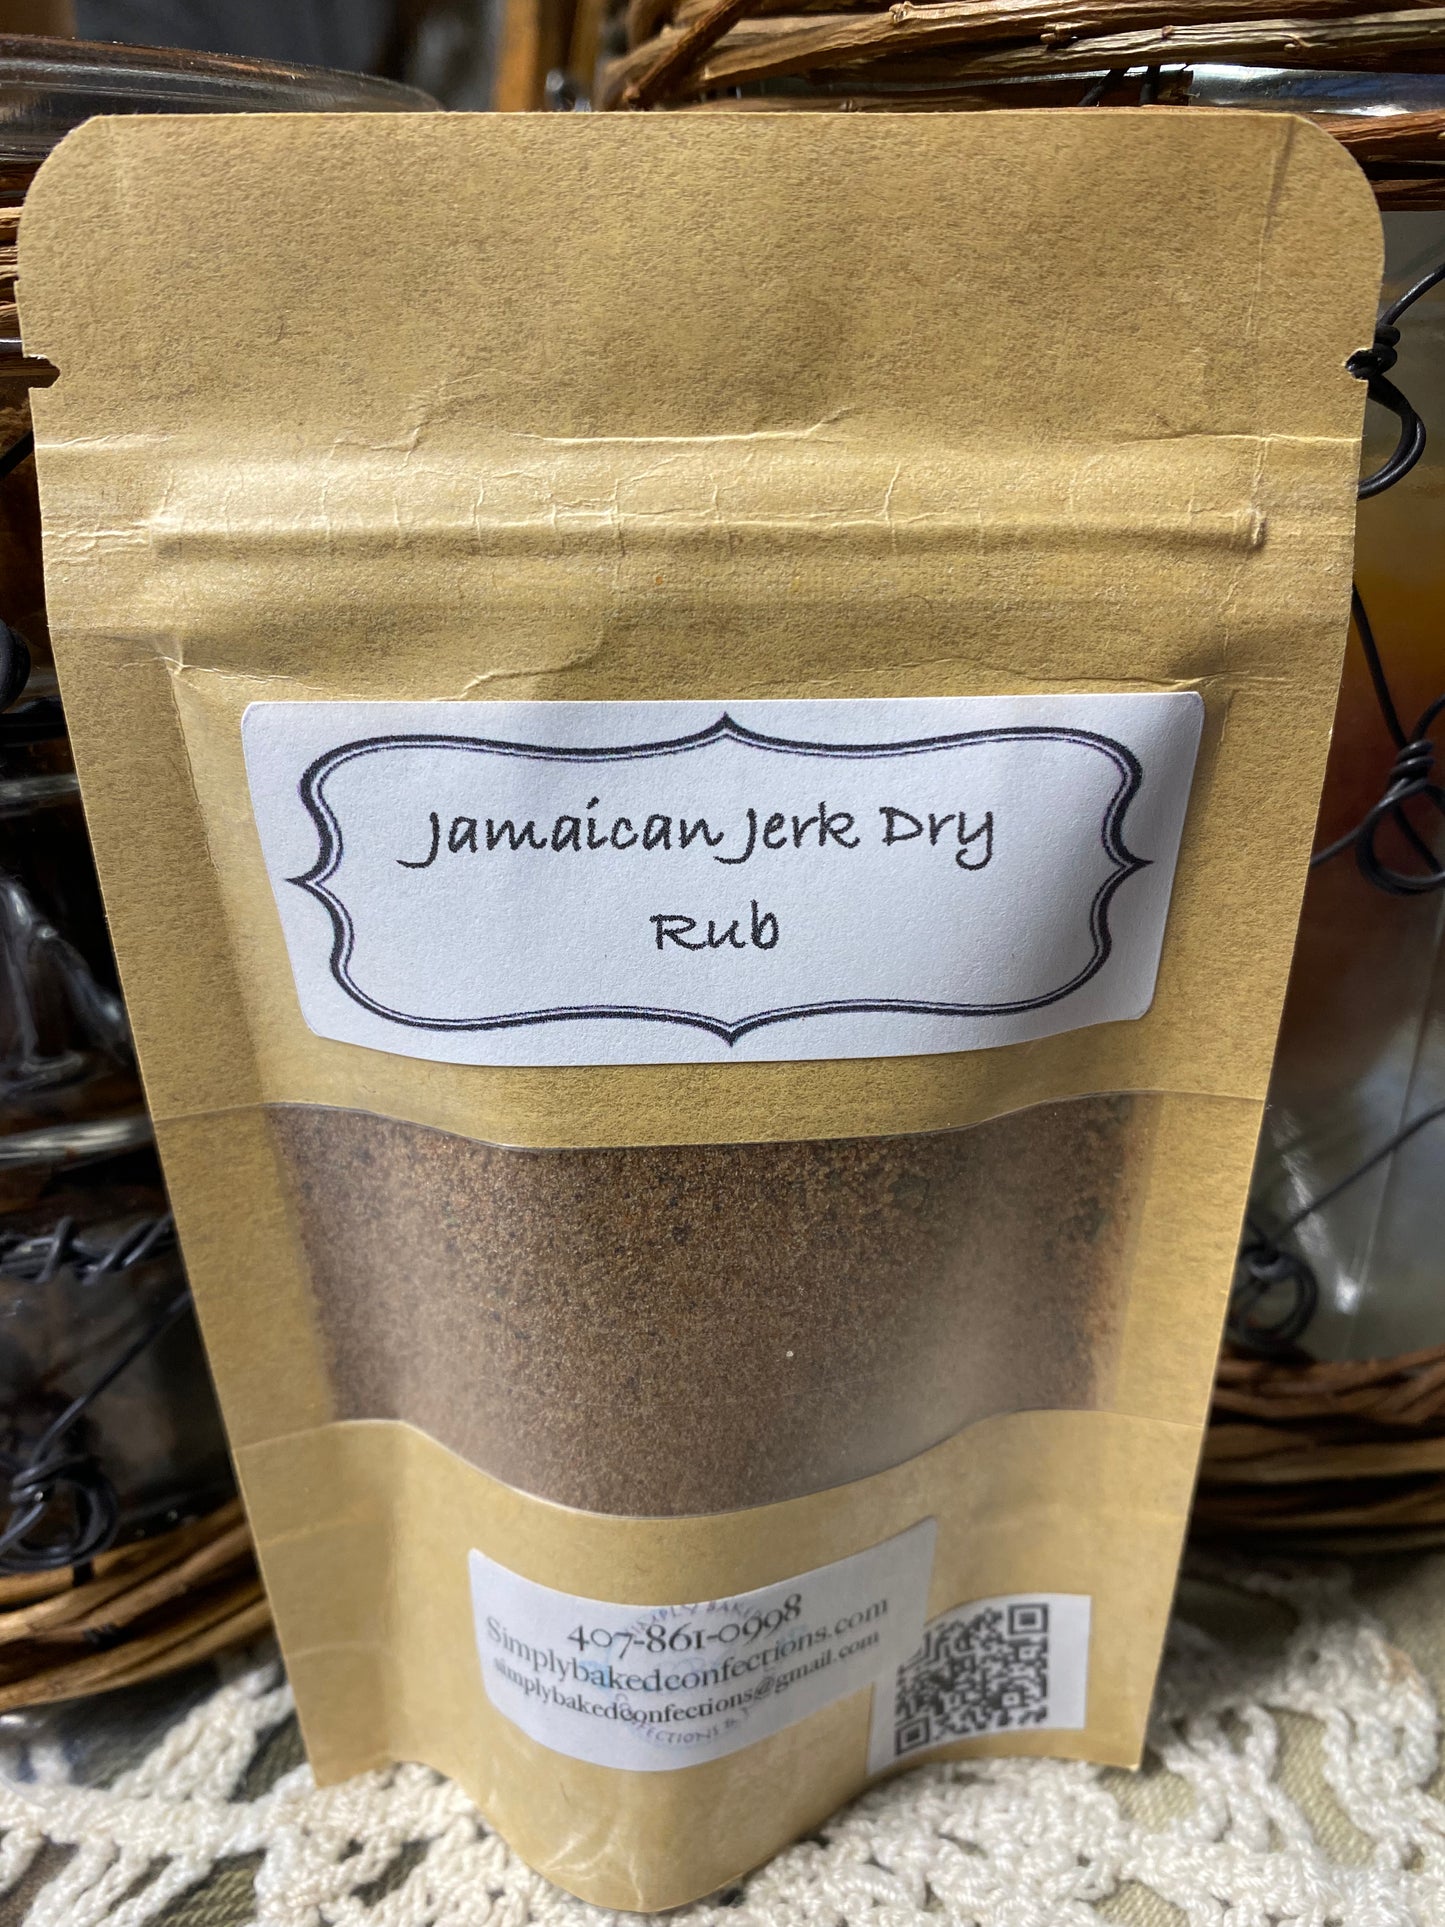 Jamaican Jerk Dry
Rub
407-861-0998
Simplybakedconfections.com
simplybakedconfections@gmail.com